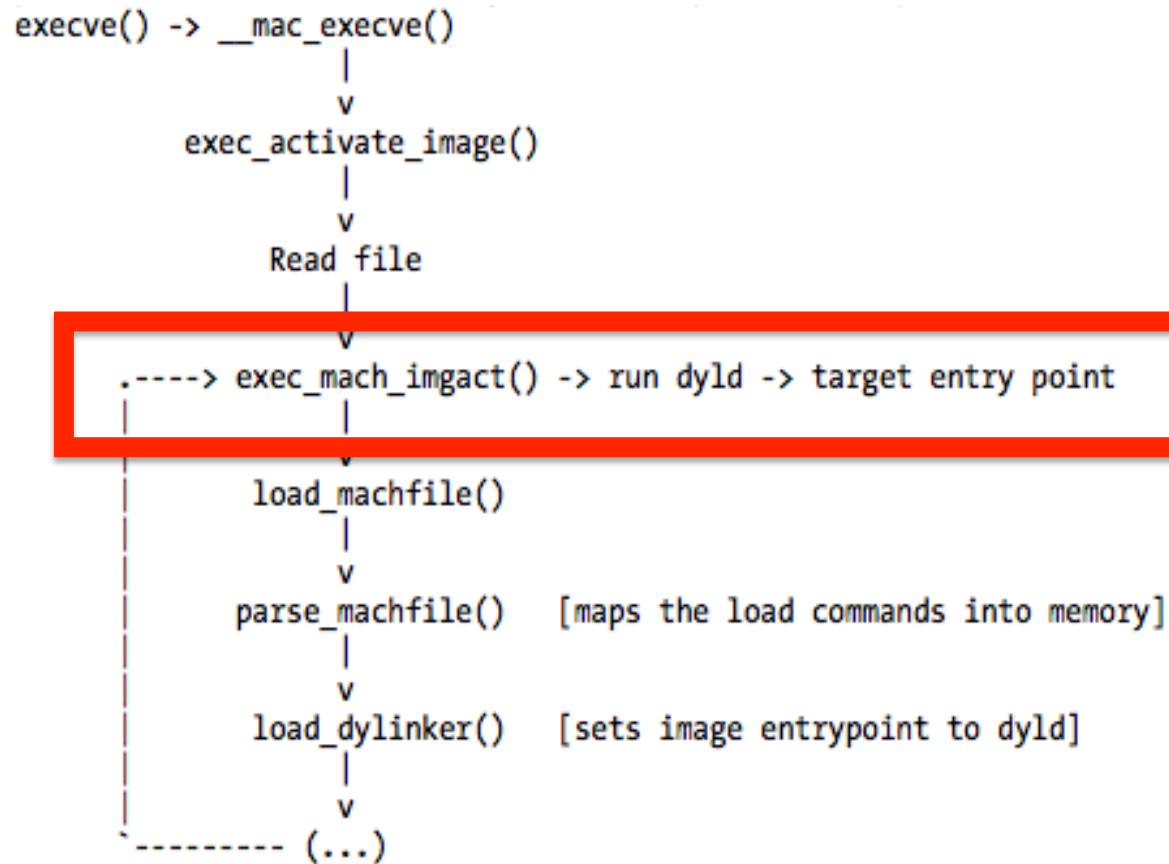 execve() -> __mac_execve()
|
v
exec_activate_image()
|
v
Read file
|
v
.----> exec_mach_imgact() -> run dyld -> target entry point
| |
| v
| load_machfile()
| |
| v
| parse_machfile() [maps the load commands into memory]
| |
| v
| load_dylinker() [sets image entrypoint to dyld]
| |
| v
`--------- (...)